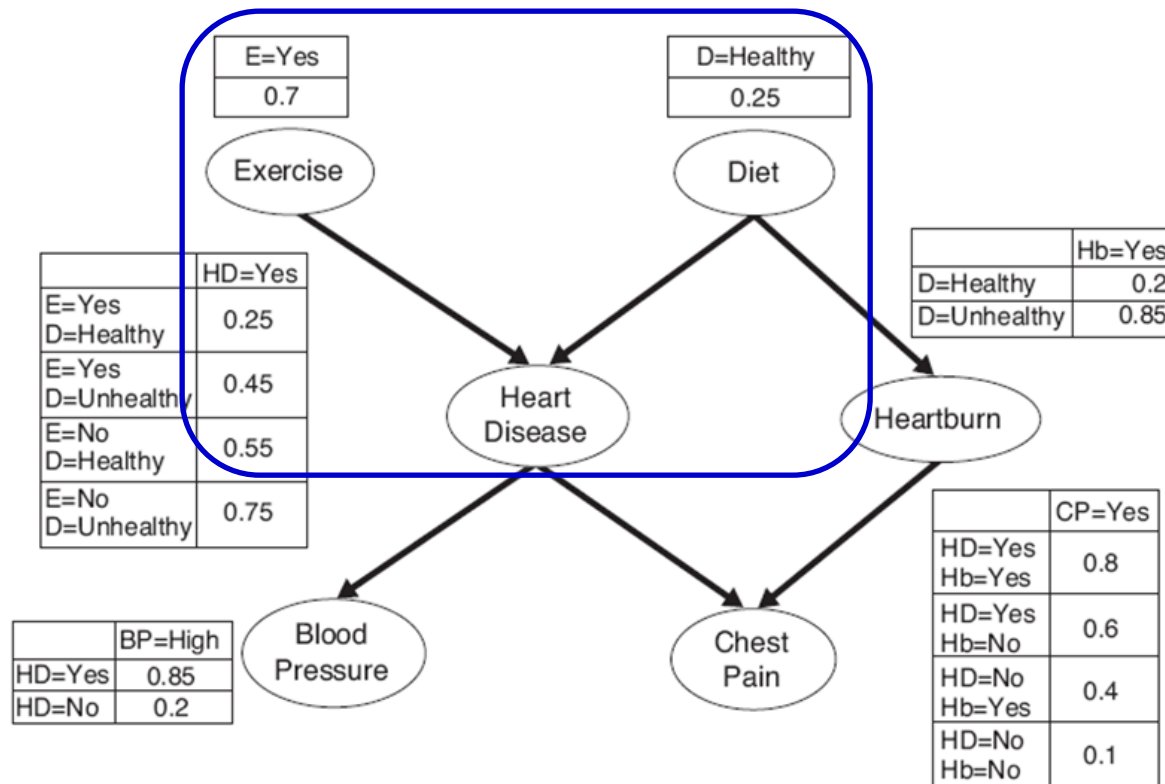 E=Yes
0.7
D=Healthy
0.25
Exercise
Diet
Hb=Yes
D=Healthy 0.2
D=Unhealthy 0.85
HD=Yes
E=Yes
D=Healthy
0.25
E=Yes
D=Unhealthy
0.45
E=No
D=Healthy
0.55
E=No
D=Unhealthy
0.75
Heart
Disease
Heartburn
CP=Yes
HD=Yes
Hb=Yes
0.8
HD=Yes
Hb=No
0.6
HD=No
Hb=Yes
0.4
HD=No
Hb=No
0.1
BP=High
HD=Yes 0.85
HD=No 0.2
Blood
Pressure
Chest
Pain